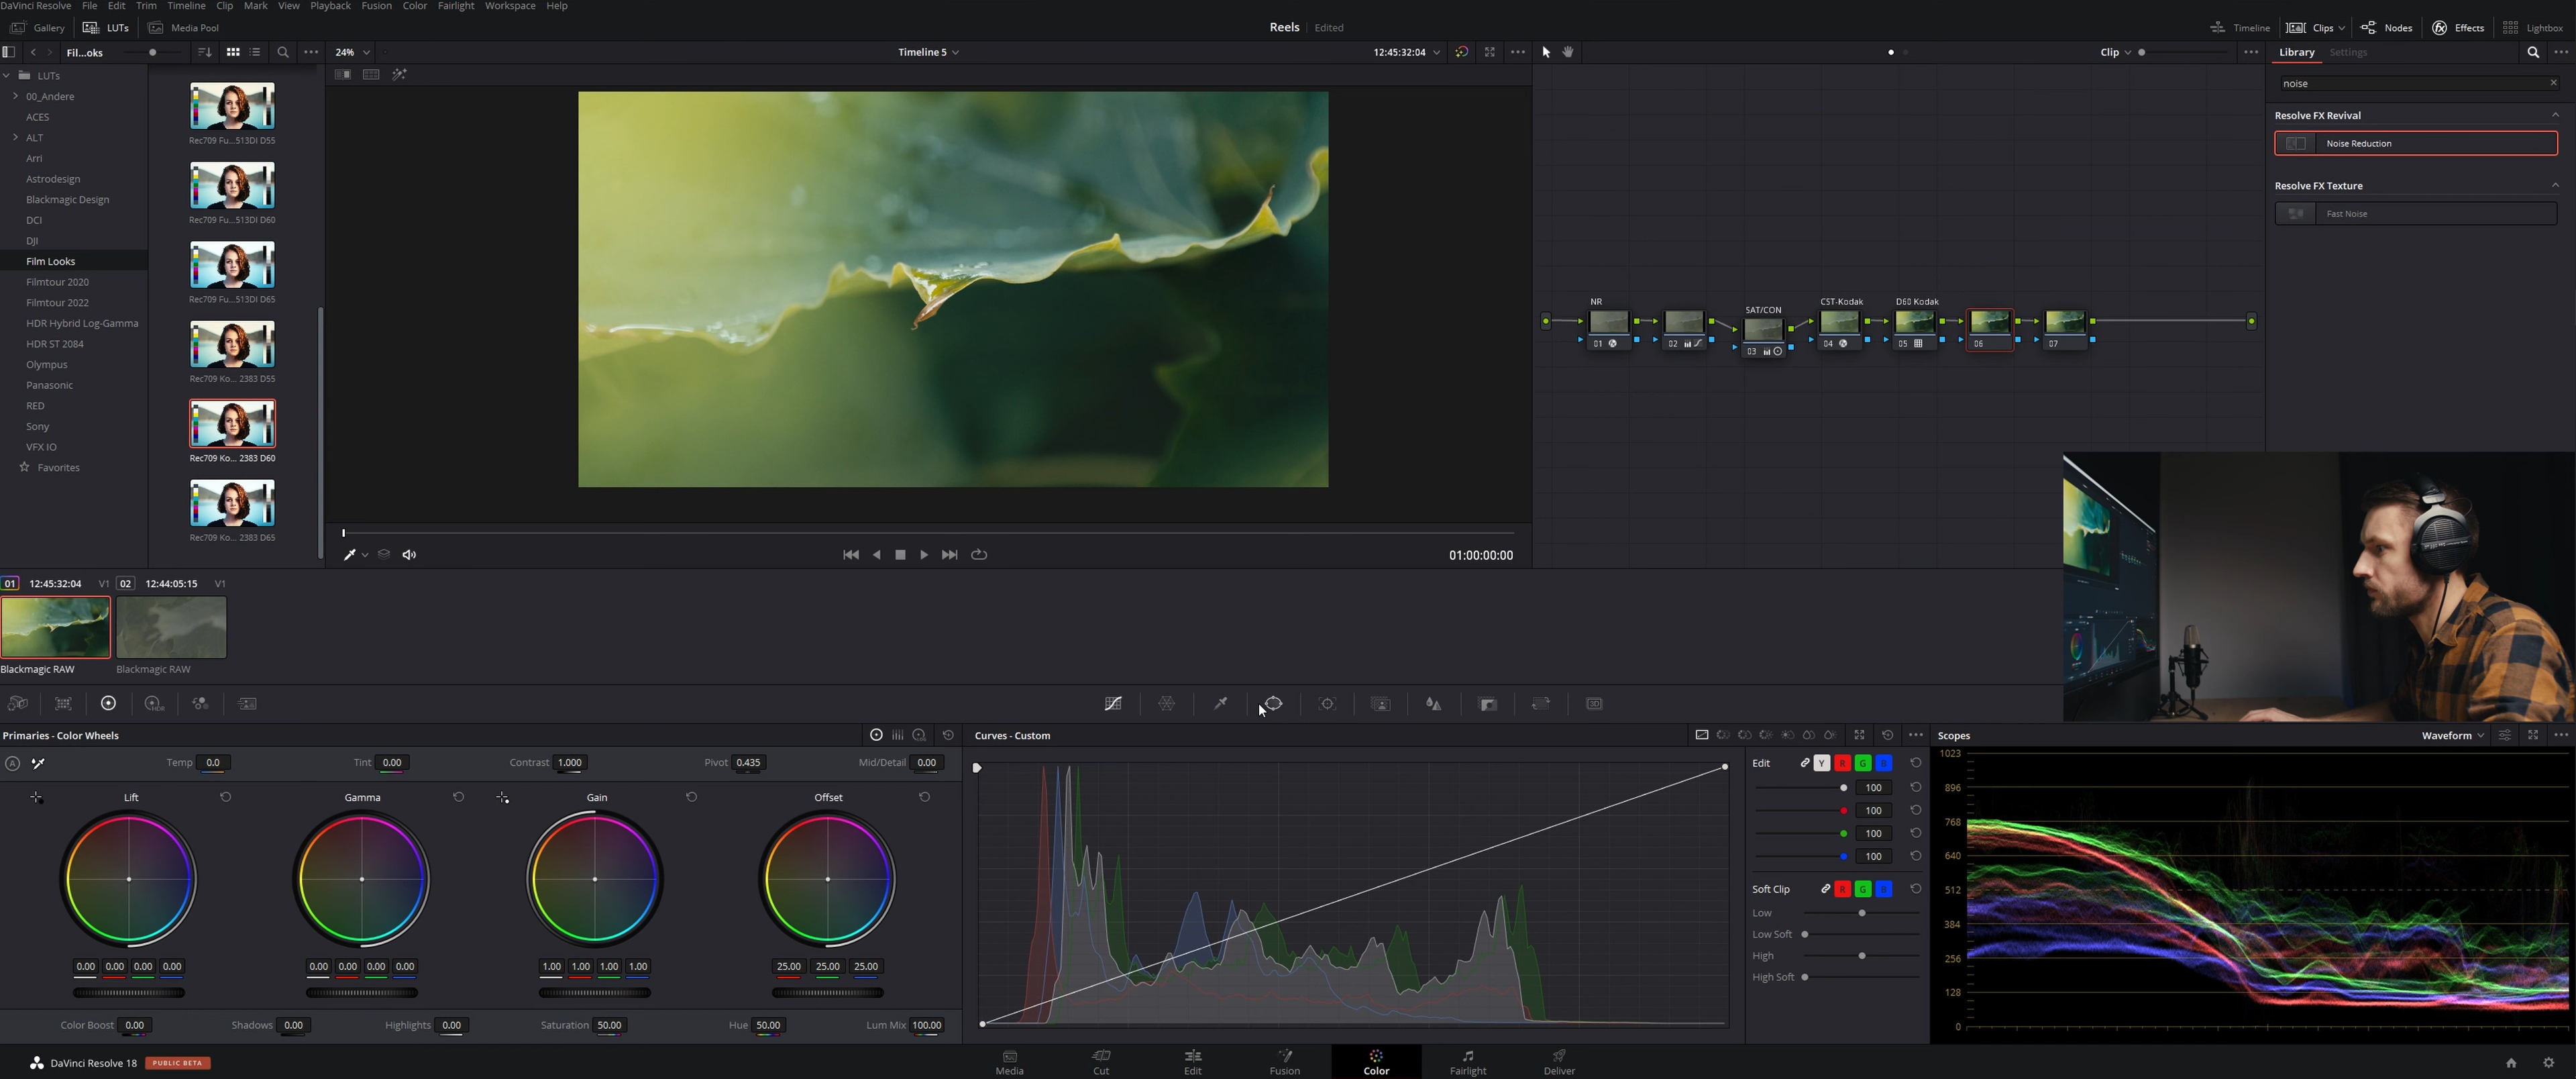 DaVinci Resolve File Edit Trim Timeline Clip Mark View Playback Fusion Color Fairlight Workspace Help
Gallery LUTs Media Pool Reels Edited Timeline Clips Nodes Effects Lightbox
Fil...oks 24% Timeline 5 12:45:32:04 Clip Library Settings
noise
LUTs
00_Andere
ACES
ALT
Arri
Astrodesign
Blackmagic Design
DCI
DJI
Film Looks
Filmtour 2020
Filmtour 2022
HDR Hybrid Log-Gamma
HDR ST 2084
Olympus
Panasonic
RED
Sony
VFX IO
Favorites
Rec709 Fu...513DI D55
Rec709 Fu...513DI D60
Rec709 Fu...513DI D65
Rec709 Ko... 2383 D55
Rec709 Ko... 2383 D60
Rec709 Ko... 2383 D65
01:00:00:00
NR SAT/CON CST-Kodak D60 Kodak
01 02 03 04 05 06 07
Resolve FX Revival
Noise Reduction
Resolve FX Texture
Fast Noise
01 12:45:32:04 V1 02 12:44:05:15 V1
Blackmagic RAW Blackmagic RAW
HDR 3D
Primaries - Color Wheels
A Temp 0.0 Tint 0.00 Contrast 1.000 Pivot 0.435 Mid/Detail 0.00
Lift Gamma Gain Offset
0.00 0.00 0.00 0.00 0.00 0.00 0.00 0.00 1.00 1.00 1.00 1.00 25.00 25.00 25.00
Color Boost 0.00 Shadows 0.00 Highlights 0.00 Saturation 50.00 Hue 50.00 Lum Mix 100.00
Curves - Custom
Edit Y R G B
100
100
100
100
Soft Clip R G B
Low
Low Soft
High
High Soft
Scopes Waveform
1023
896
768
640
512
384
256
128
0
DaVinci Resolve 18 PUBLIC BETA
Media Cut Edit Fusion Color Fairlight Deliver